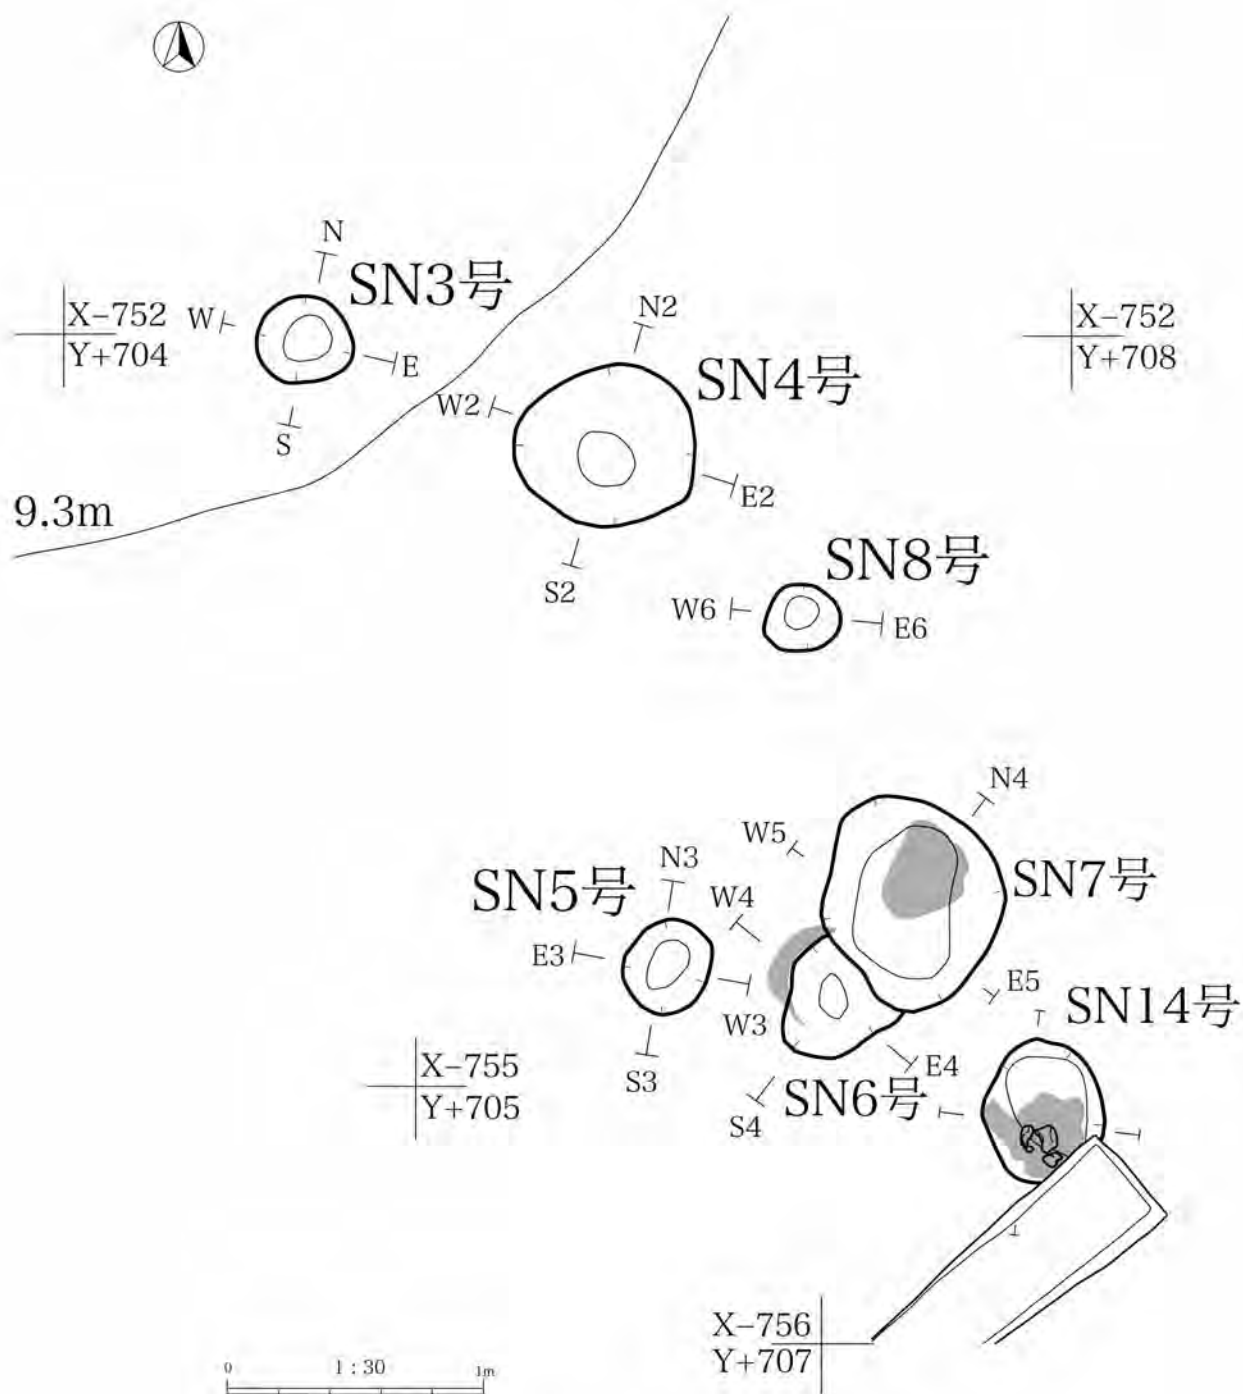 N
SN3号
X-752
Y+704
W
E
S
N2
X-752
Y+708
SN4号
W2
E2
9.3m
S2
SN8号
W6
E6
N4
W5
N3
SN5号
W4
SN7号
E3
W3
E5
SN14号
S3
X-755
Y+705
E4
S4
SN6号
X-756
Y+707
0
1:30
1m